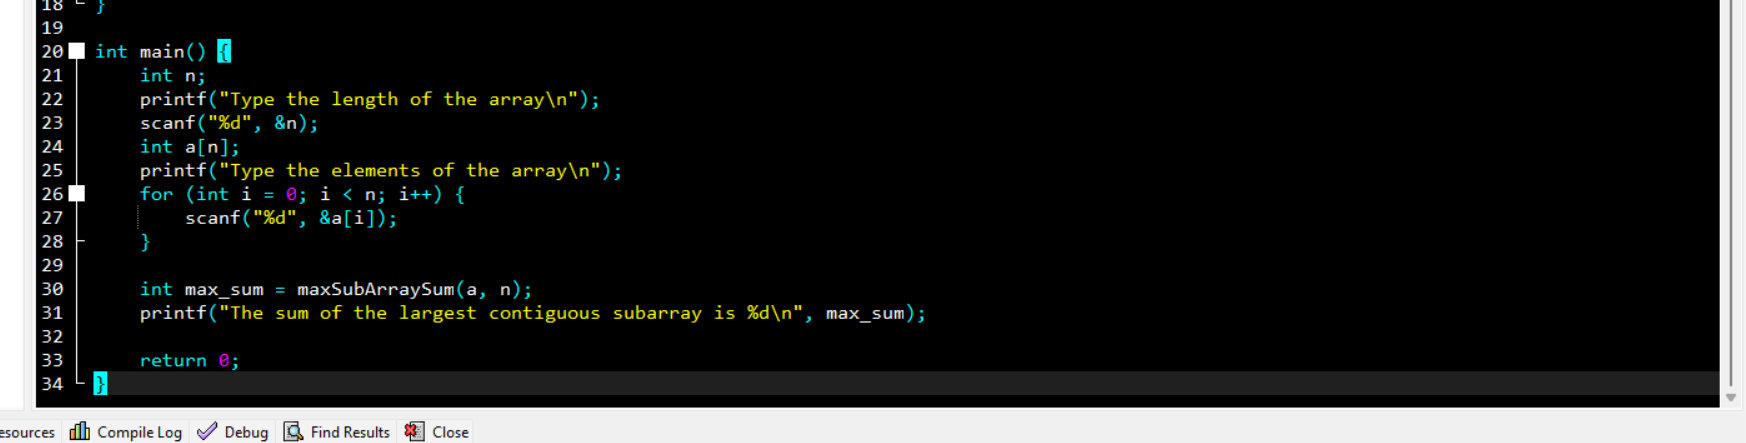 18 }
19
20 int main() {
21     int n;
22     printf("Type the length of the array\n");
23     scanf("%d", &n);
24     int a[n];
25     printf("Type the elements of the array\n");
26     for (int i = 0; i < n; i++) {
27         scanf("%d", &a[i]);
28     }
29
30     int max_sum = maxSubArraySum(a, n);
31     printf("The sum of the largest contiguous subarray is %d\n", max_sum);
32
33     return 0;
34 }
esources Compile Log Debug Find Results Close